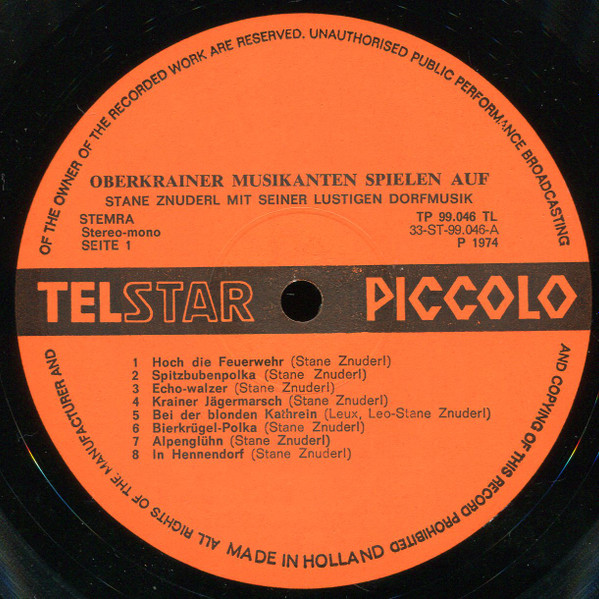 ALL RIGHTS OF THE MANUFACTURER AND OF THE OWNER OF THE RECORDED WORK ARE RESERVED. UNAUTHORISED PUBLIC PERFORMANCE BROADCASTING AND COPYING OF THIS RECORD PROHIBITED
OBERKRAINER MUSIKANTEN SPIELEN AUF
STANE ZNUDERL MIT SEINER LUSTIGEN DORFMUSIK
STEMRA
Stereo-mono
SEITE 1
TP 99.046 TL
33-ST-99.046-A
P 1974
TELSTAR PICCOLO
1 Hoch die Feuerwehr (Stane Znuderl)
2 Spitzbubenpolka (Stane Znuderl)
3 Echo-walzer (Stane Znuderl)
4 Krainer Jägermarsch (Stane Znuderl)
5 Bei der blonden Kathrein (Leux, Leo-Stane Znuderl)
6 Bierkrügel-Polka (Stane Znuderl)
7 Alpenglühn (Stane Znuderl)
8 In Hennendorf (Stane Znuderl)
MADE IN HOLLAND